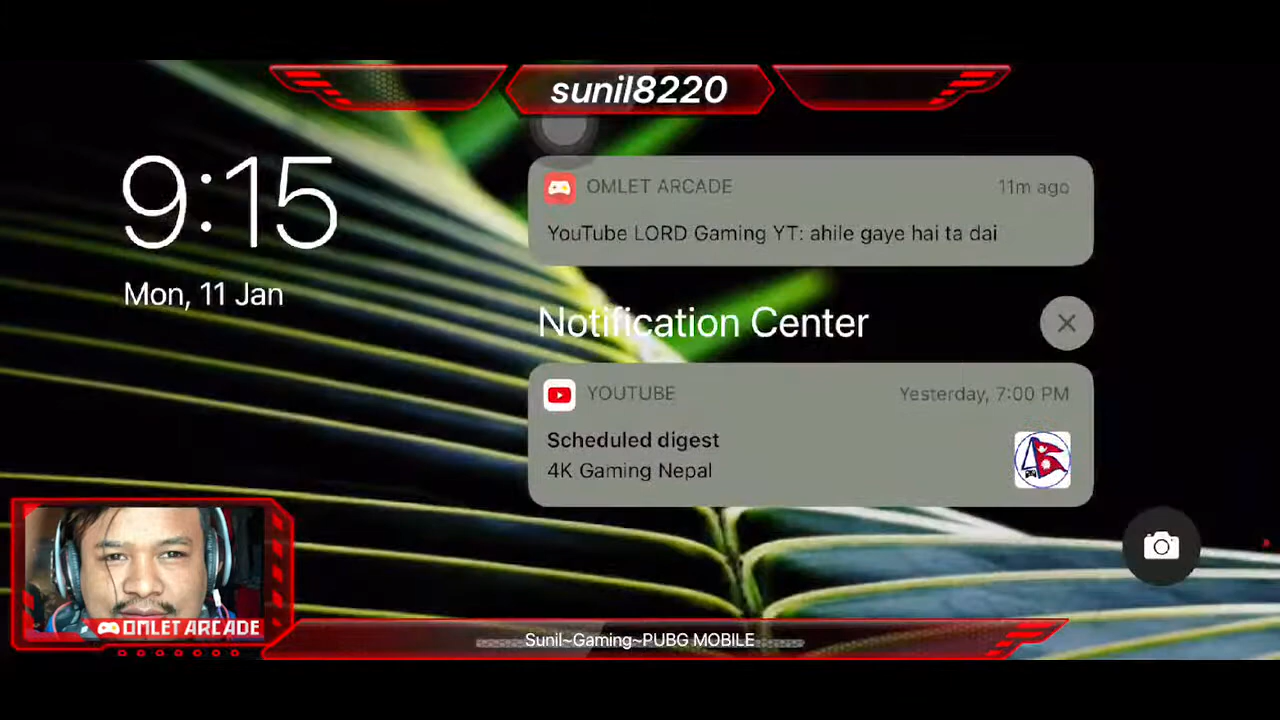 sunil8220
9:15
Mon, 11 Jan
OMLET ARCADE
11m ago
YouTube LORD Gaming YT: ahile gaye hai ta dai
Notification Center
YOUTUBE
Yesterday, 7:00 PM
Scheduled digest
4K Gaming Nepal
OMLET ARCADE
Sunil~Gaming~PUBG MOBILE